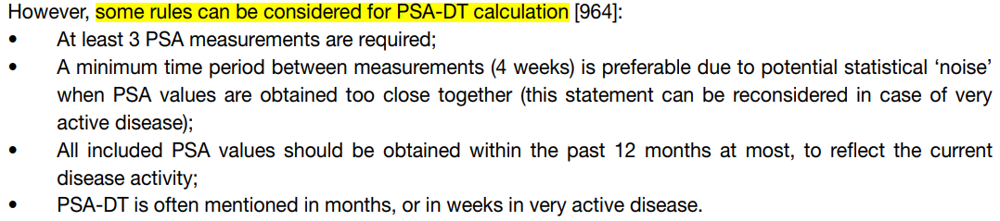 However, some rules can be considered for PSA-DT calculation [964]:
• At least 3 PSA measurements are required;
• A minimum time period between measurements (4 weeks) is preferable due to potential statistical ‘noise’
when PSA values are obtained too close together (this statement can be reconsidered in case of very
active disease);
• All included PSA values should be obtained within the past 12 months at most, to reflect the current
disease activity;
• PSA-DT is often mentioned in months, or in weeks in very active disease.